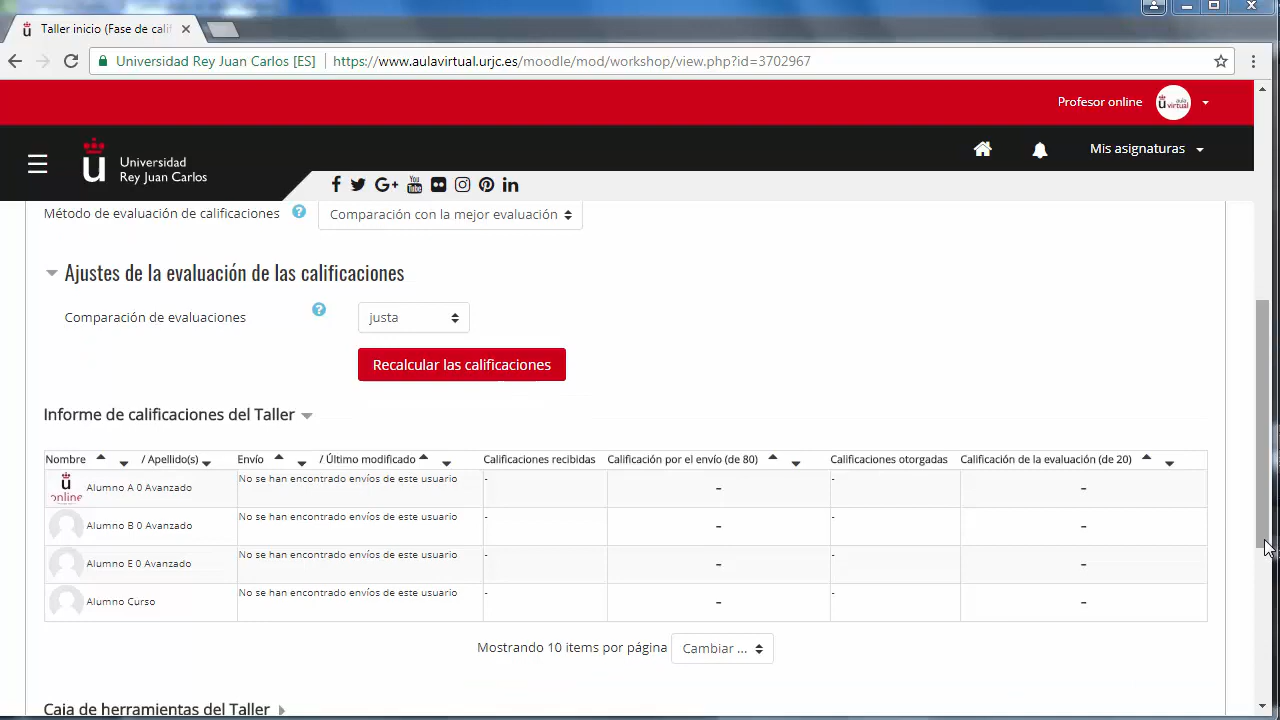 Taller inicio (Fase de calif
Universidad Rey Juan Carlos [ES]
https://www.aulavirtual.urjc.es/moodle/mod/workshop/view.php?id=3702967
Profesor online
u aula virtual
u Universidad
Rey Juan Carlos
Mis asignaturas
Método de evaluación de calificaciones
Comparación con la mejor evaluación
Ajustes de la evaluación de las calificaciones
Comparación de evaluaciones
justa
Recalcular las calificaciones
Informe de calificaciones del Taller
Nombre / Apellido(s) Envío / Último modificado Calificaciones recibidas Calificación por el envío (de 80) Calificaciones otorgadas Calificación de la evaluación (de 20)
u online Alumno A 0 Avanzado No se han encontrado envíos de este usuario - - - -
Alumno B 0 Avanzado No se han encontrado envíos de este usuario - - - -
Alumno E 0 Avanzado No se han encontrado envíos de este usuario - - - -
Alumno Curso No se han encontrado envíos de este usuario - - - -
Mostrando 10 items por página Cambiar ...
Caja de herramientas del Taller